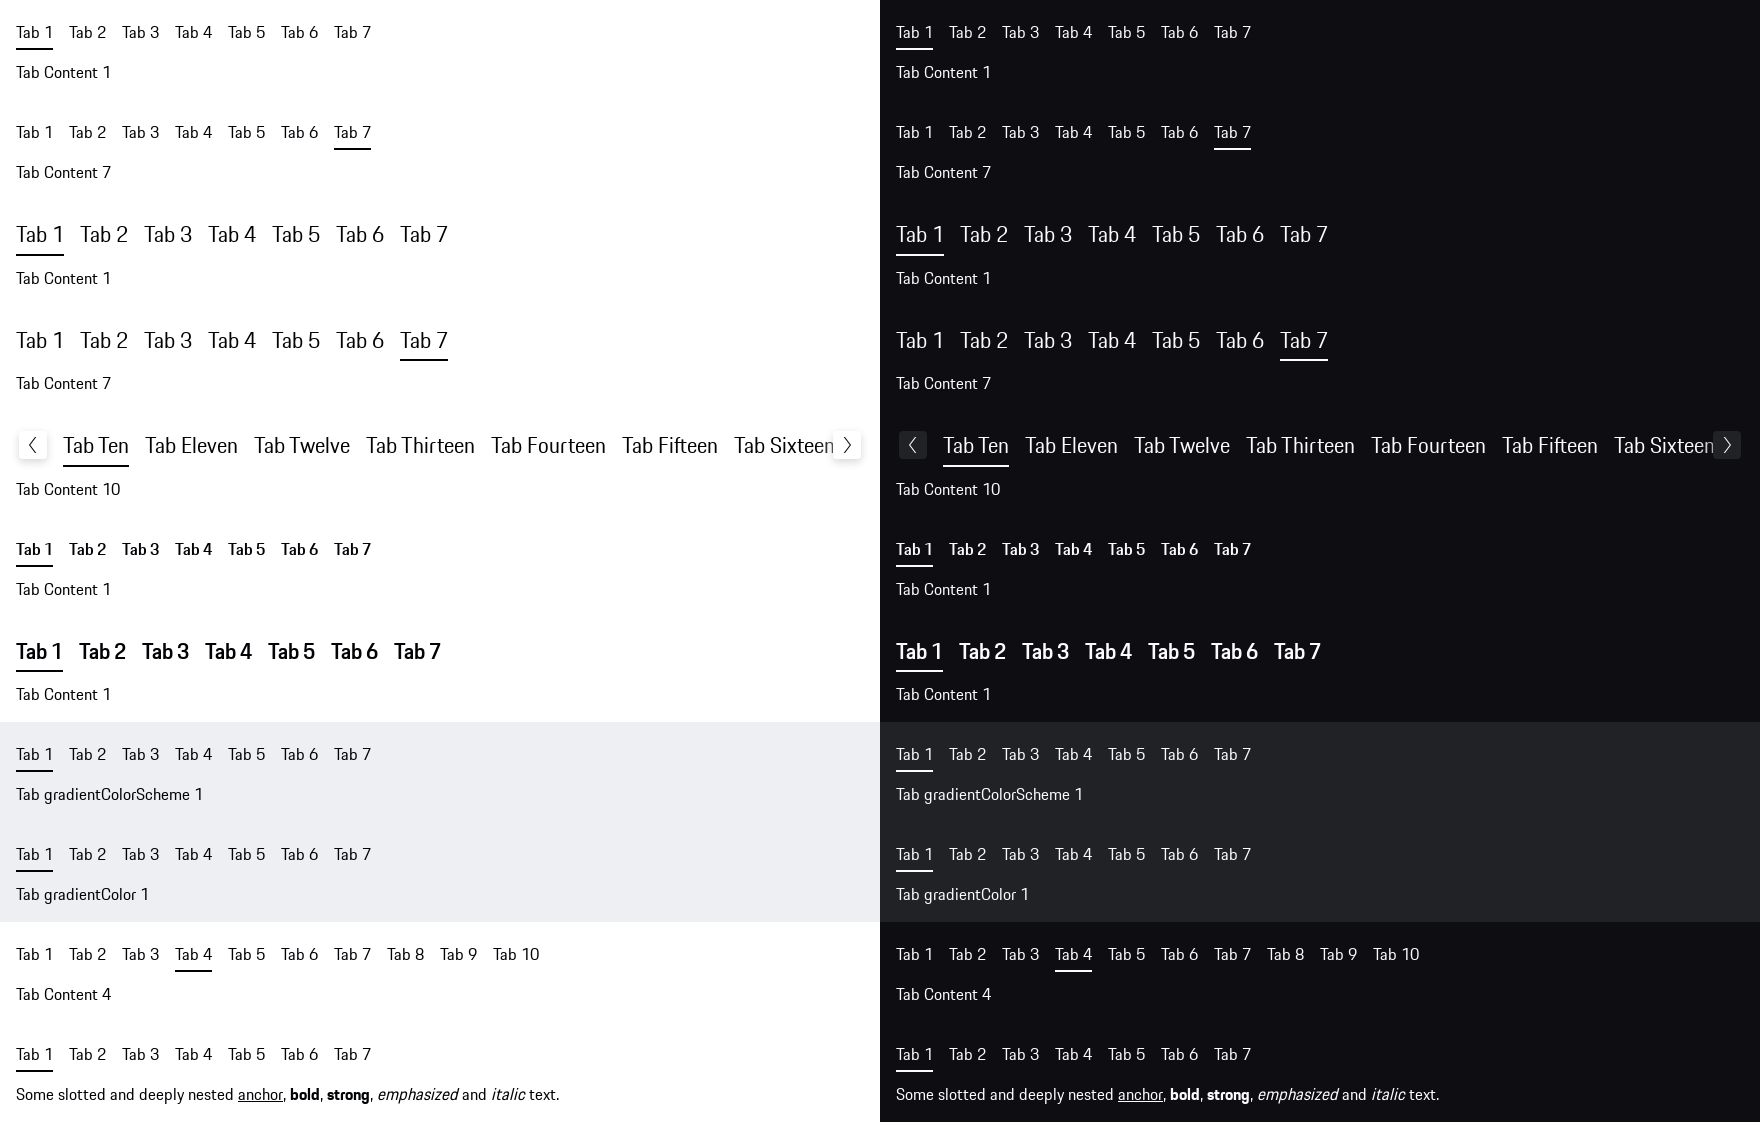 Tab 1 Tab 2 Tab 3 Tab 4 Tab 5 Tab 6 Tab 7
Tab Content 1
Tab 1 Tab 2 Tab 3 Tab 4 Tab 5 Tab 6 Tab 7
Tab Content 7
Tab 1 Tab 2 Tab 3 Tab 4 Tab 5 Tab 6 Tab 7
Tab Content 1
Tab 1 Tab 2 Tab 3 Tab 4 Tab 5 Tab 6 Tab 7
Tab Content 7
Tab Ten Tab Eleven Tab Twelve Tab Thirteen Tab Fourteen Tab Fifteen Tab Sixteen
Tab Content 10
Tab 1 Tab 2 Tab 3 Tab 4 Tab 5 Tab 6 Tab 7
Tab Content 1
Tab 1 Tab 2 Tab 3 Tab 4 Tab 5 Tab 6 Tab 7
Tab Content 1
Tab 1 Tab 2 Tab 3 Tab 4 Tab 5 Tab 6 Tab 7
Tab gradientColorScheme 1
Tab 1 Tab 2 Tab 3 Tab 4 Tab 5 Tab 6 Tab 7
Tab gradientColor 1
Tab 1 Tab 2 Tab 3 Tab 4 Tab 5 Tab 6 Tab 7 Tab 8 Tab 9 Tab 10
Tab Content 4
Tab 1 Tab 2 Tab 3 Tab 4 Tab 5 Tab 6 Tab 7
Some slotted and deeply nested anchor, bold, strong, emphasized and italic text.
Tab 1 Tab 2 Tab 3 Tab 4 Tab 5 Tab 6 Tab 7
Tab Content 1
Tab 1 Tab 2 Tab 3 Tab 4 Tab 5 Tab 6 Tab 7
Tab Content 7
Tab 1 Tab 2 Tab 3 Tab 4 Tab 5 Tab 6 Tab 7
Tab Content 1
Tab 1 Tab 2 Tab 3 Tab 4 Tab 5 Tab 6 Tab 7
Tab Content 7
Tab Ten Tab Eleven Tab Twelve Tab Thirteen Tab Fourteen Tab Fifteen Tab Sixteen
Tab Content 10
Tab 1 Tab 2 Tab 3 Tab 4 Tab 5 Tab 6 Tab 7
Tab Content 1
Tab 1 Tab 2 Tab 3 Tab 4 Tab 5 Tab 6 Tab 7
Tab Content 1
Tab 1 Tab 2 Tab 3 Tab 4 Tab 5 Tab 6 Tab 7
Tab gradientColorScheme 1
Tab 1 Tab 2 Tab 3 Tab 4 Tab 5 Tab 6 Tab 7
Tab gradientColor 1
Tab 1 Tab 2 Tab 3 Tab 4 Tab 5 Tab 6 Tab 7 Tab 8 Tab 9 Tab 10
Tab Content 4
Tab 1 Tab 2 Tab 3 Tab 4 Tab 5 Tab 6 Tab 7
Some slotted and deeply nested anchor, bold, strong, emphasized and italic text.